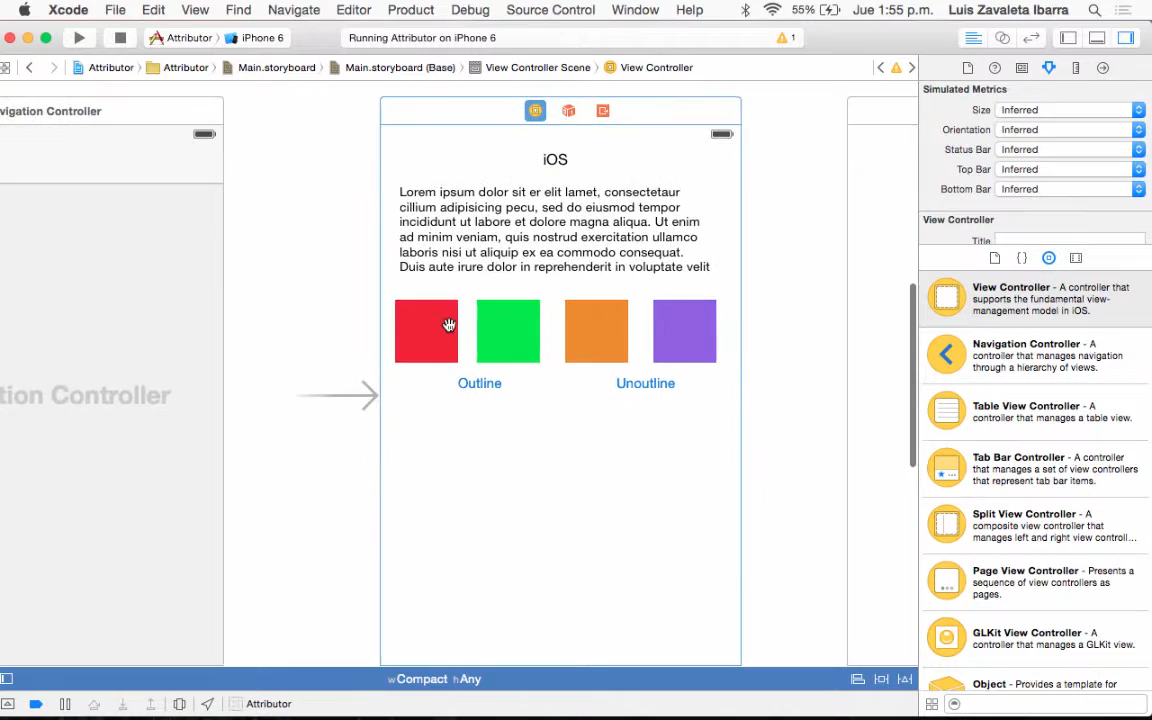 Xcode File Edit View Find Navigate Editor Product Debug Source Control Window Help 55% Jue 1:55 p.m. Luis Zavaleta Ibarra
Attributor iPhone 6 Running Attributor on iPhone 6 1
Attributor Attributor Main.storyboard Main.storyboard (Base) View Controller Scene View Controller
vigation Controller
tion Controller
iOS
Lorem ipsum dolor sit er elit lamet, consectetaur
cillium adipisicing pecu, sed do eiusmod tempor
incididunt ut labore et dolore magna aliqua. Ut enim
ad minim veniam, quis nostrud exercitation ullamco
laboris nisi ut aliquip ex ea commodo consequat.
Duis aute irure dolor in reprehenderit in voluptate velit
Outline Unoutline
wCompact hAny
Attributor
Simulated Metrics
Size Inferred
Orientation Inferred
Status Bar Inferred
Top Bar Inferred
Bottom Bar Inferred
View Controller
Title
View Controller - A controller that
supports the fundamental view-
management model in iOS.
Navigation Controller - A
controller that manages navigation
through a hierarchy of views.
Table View Controller - A
controller that manages a table view.
Tab Bar Controller - A controller
that manages a set of view controllers
that represent tab bar items.
Split View Controller - A
composite view controller that
manages left and right view controll...
Page View Controller - Presents a
sequence of view controllers as
pages.
GLKit View Controller - A
controller that manages a GLKit view.
Object - Provides a template for